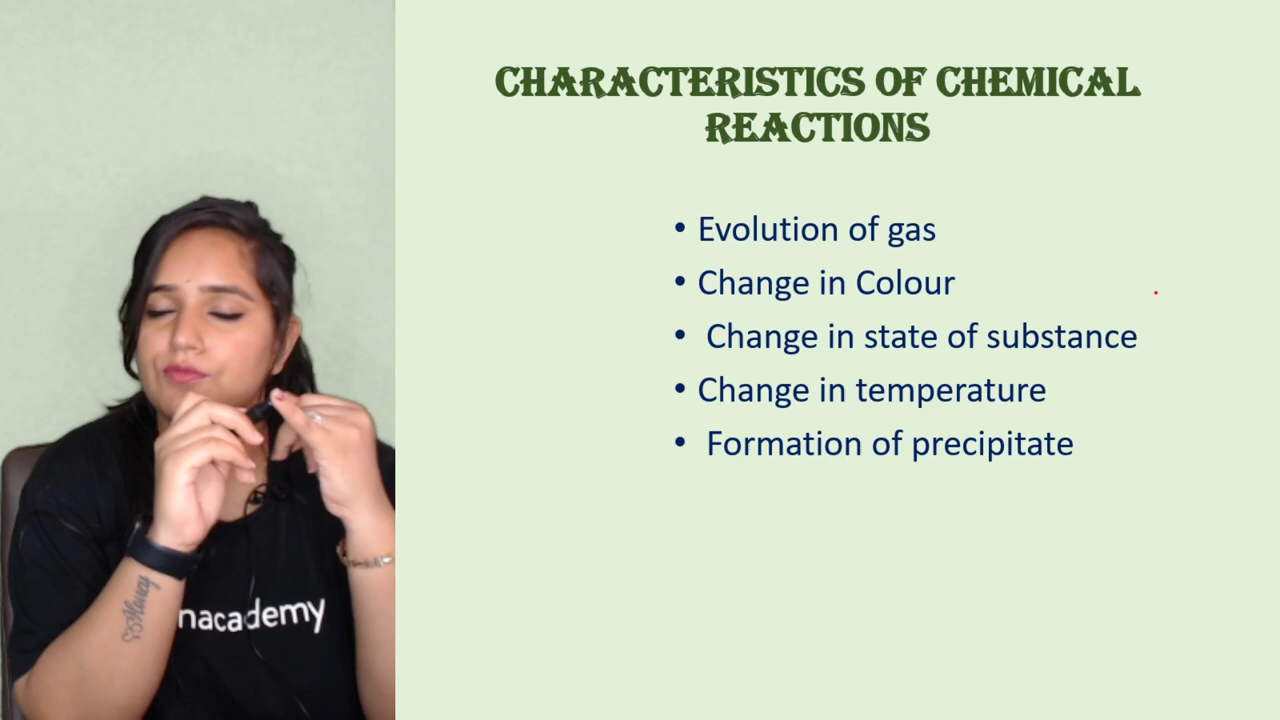 CHARACTERISTICS OF CHEMICAL
REACTIONS
• Evolution of gas
• Change in Colour
• Change in state of substance
• Change in temperature
• Formation of precipitate
nacademy
Honey